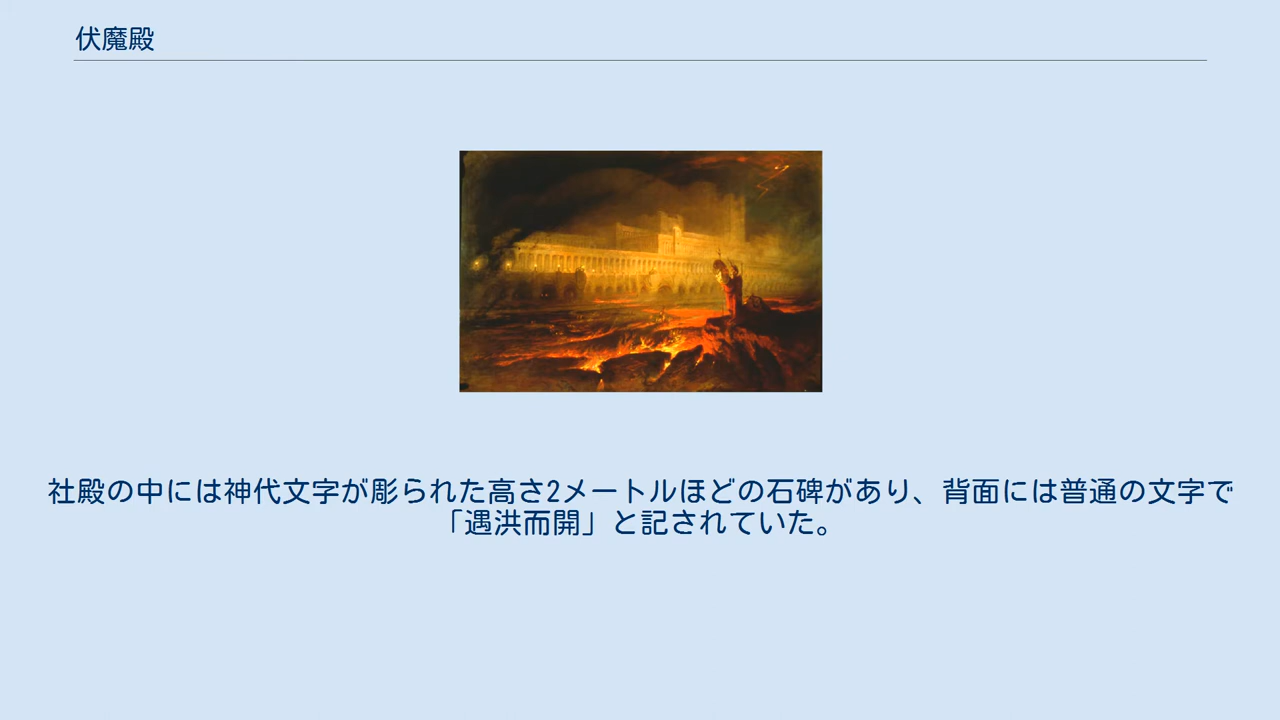 伏魔殿
社殿の中には神代文字が彫られた高さ2メートルほどの石碑があり、背面には普通の文字で
「遇洪而開」と記されていた。